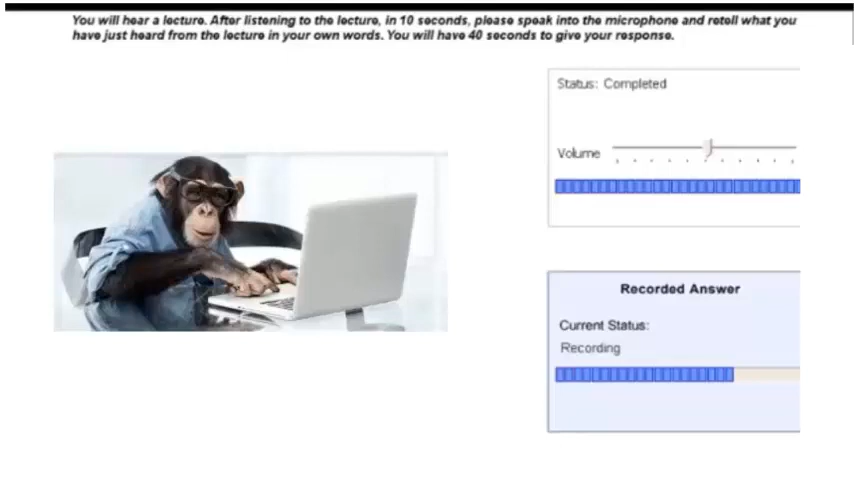 You will hear a lecture. After listening to the lecture, in 10 seconds, please speak into the microphone and retell what you
have just heard from the lecture in your own words. You will have 40 seconds to give your response.
Status: Completed
Volume
Recorded Answer
Current Status:
Recording